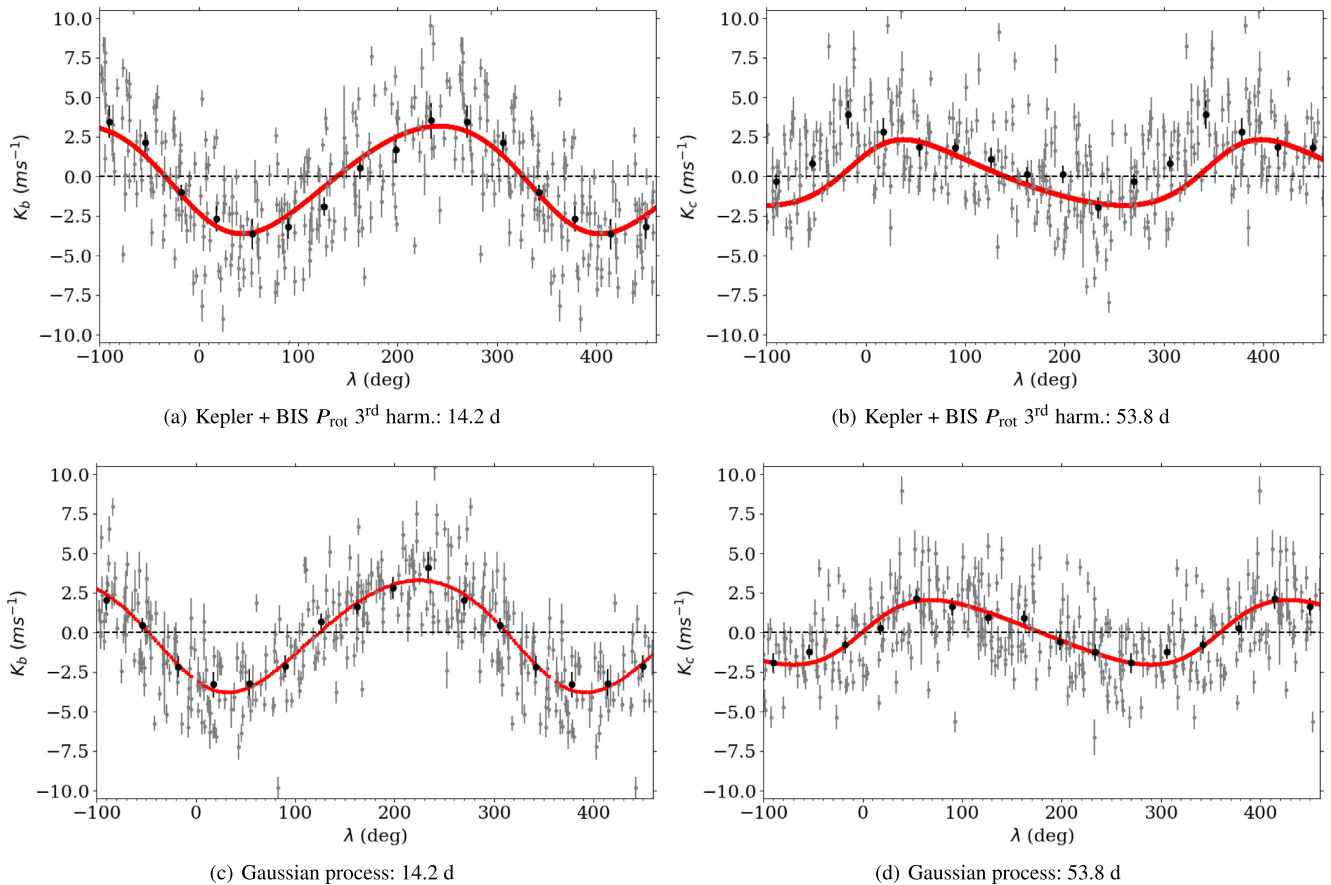 10.0
7.5
5.0
2.5
0.0
−2.5
−5.0
−7.5
−10.0
K_b (ms⁻¹)
−100 0 100 200 300 400
λ (deg)
(a) Kepler + BIS P_rot 3rd harm.: 14.2 d
10.0
7.5
5.0
2.5
0.0
−2.5
−5.0
−7.5
−10.0
K_c (ms⁻¹)
−100 0 100 200 300 400
λ (deg)
(b) Kepler + BIS P_rot 3rd harm.: 53.8 d
10.0
7.5
5.0
2.5
0.0
−2.5
−5.0
−7.5
−10.0
K_b (ms⁻¹)
−100 0 100 200 300 400
λ (deg)
(c) Gaussian process: 14.2 d
10.0
7.5
5.0
2.5
0.0
−2.5
−5.0
−7.5
−10.0
K_c (ms⁻¹)
−100 0 100 200 300 400
λ (deg)
(d) Gaussian process: 53.8 d